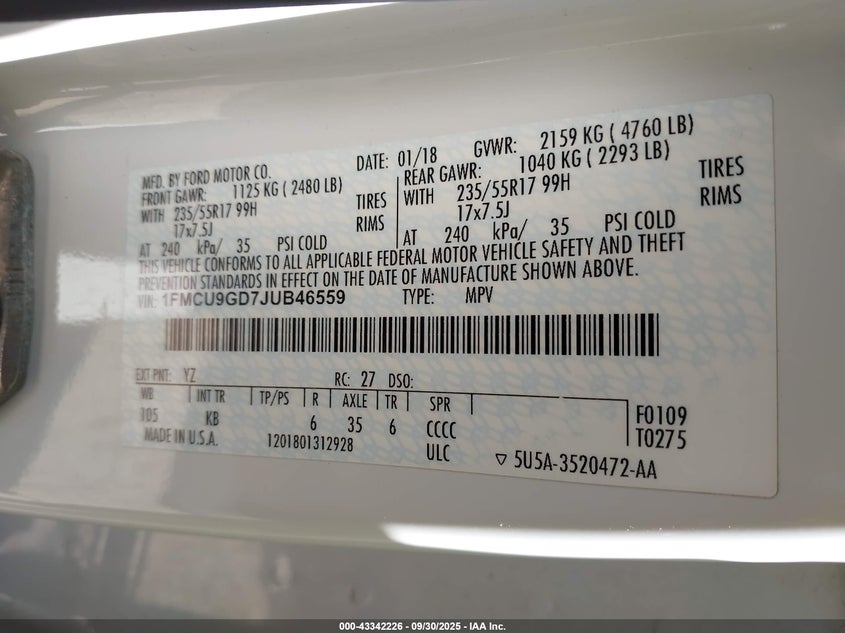 MFD. BY FORD MOTOR CO. DATE: 01/18 GVWR: 2159 KG ( 4760 LB)
FRONT GAWR: 1125 KG ( 2480 LB) REAR GAWR: 1040 KG ( 2293 LB)
WITH 235/55R17 99H TIRES WITH 235/55R17 99H TIRES
17x7.5J RIMS 17x7.5J RIMS
AT 240 kPa/ 35 PSI COLD AT 240 kPa/ 35 PSI COLD
THIS VEHICLE CONFORMS TO ALL APPLICABLE FEDERAL MOTOR VEHICLE SAFETY AND THEFT
PREVENTION STANDARDS IN EFFECT ON THE DATE OF MANUFACTURE SHOWN ABOVE.
VIN: 1FMCU9GD7JUB46559 TYPE: MPV
EXT PNT: YZ RC: 27 DSO:
WB INT TR TP/PS R AXLE TR SPR
105 KB 6 35 6 CCCC F0109
MADE IN U.S.A. 1201801312928 ULC T0275
5U5A-3520472-AA
000-43342226 - 09/30/2025 - IAA Inc.